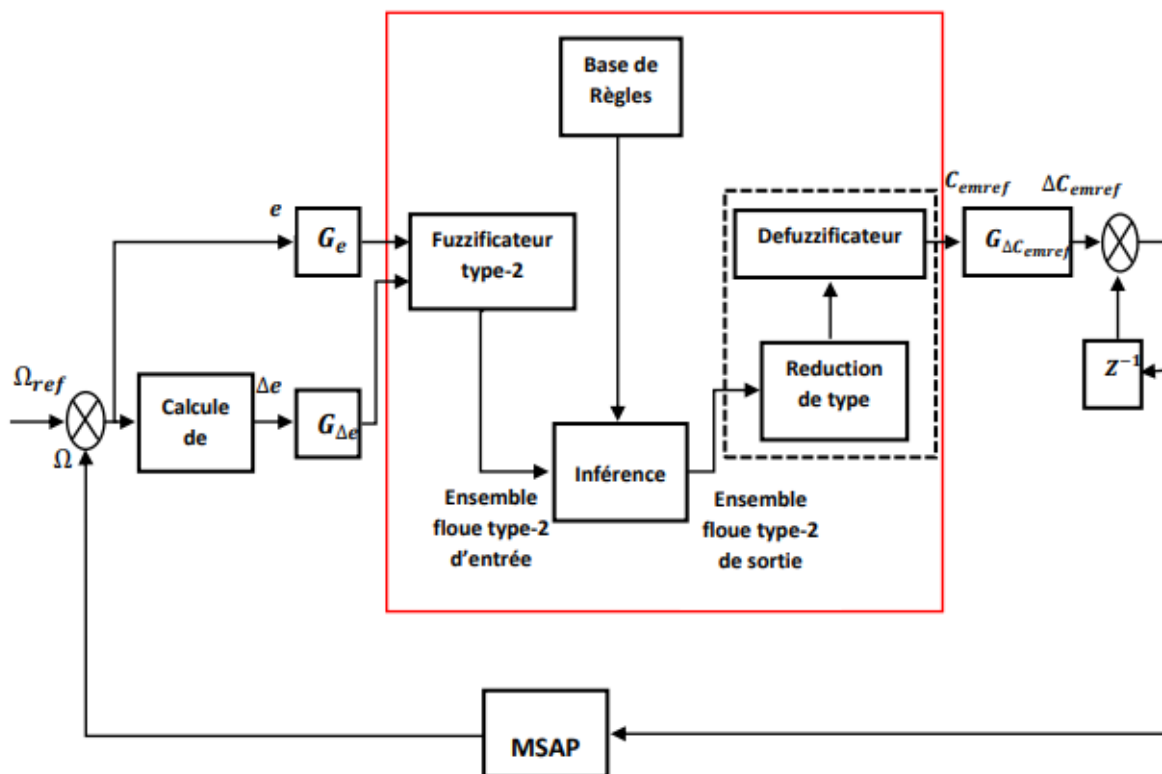 Base de
Règles
C_emref
ΔC_emref
e
G_e
Fuzzificateur
type-2
Defuzzificateur
G_ΔC_emref
Z⁻¹
Reduction
de type
Ω_ref
Δe
Calcule
de
G_Δe
Ω
Inférence
Ensemble
floue type-2
d'entrée
Ensemble
floue type-2
de sortie
MSAP